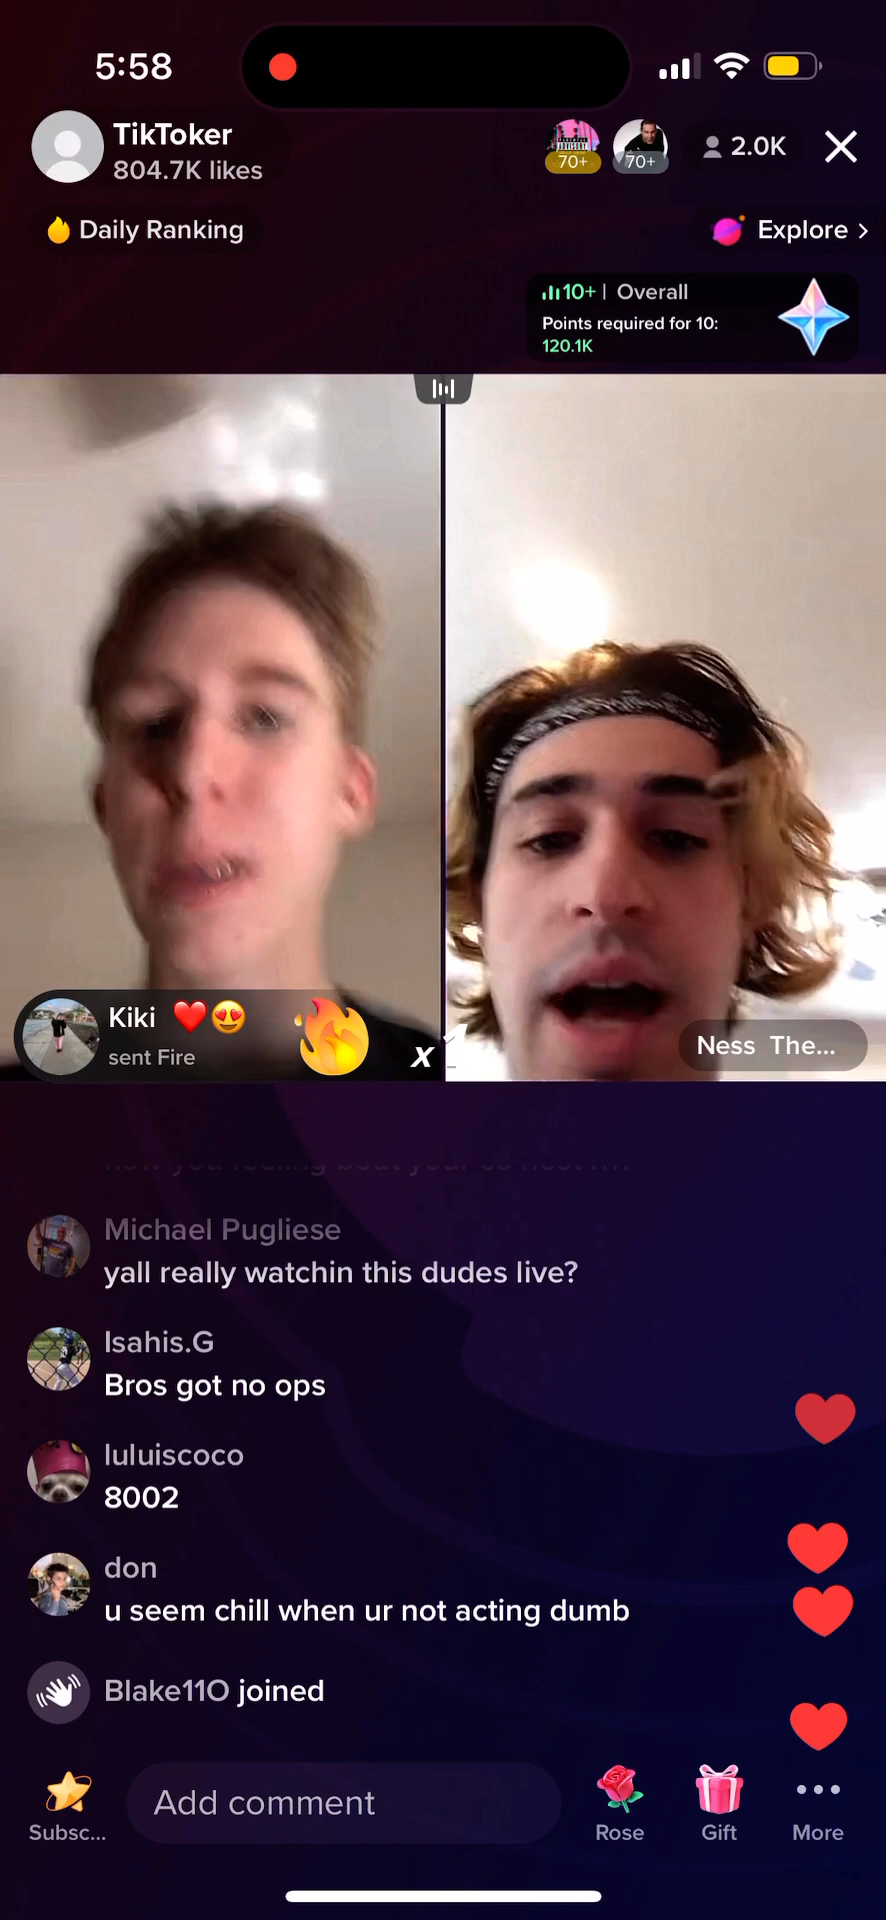 5:58
TikToker
804.7K likes
70+
70+
2.0K
Daily Ranking
Explore >
10+ | Overall
Points required for 10:
120.1K
Kiki ❤️😍
sent Fire
x1
Ness The...
Michael Pugliese
yall really watchin this dudes live?
Isahis.G
Bros got no ops
luluiscoco
8002
don
u seem chill when ur not acting dumb
Blake11O joined
Subsc...
Add comment
Rose
Gift
More